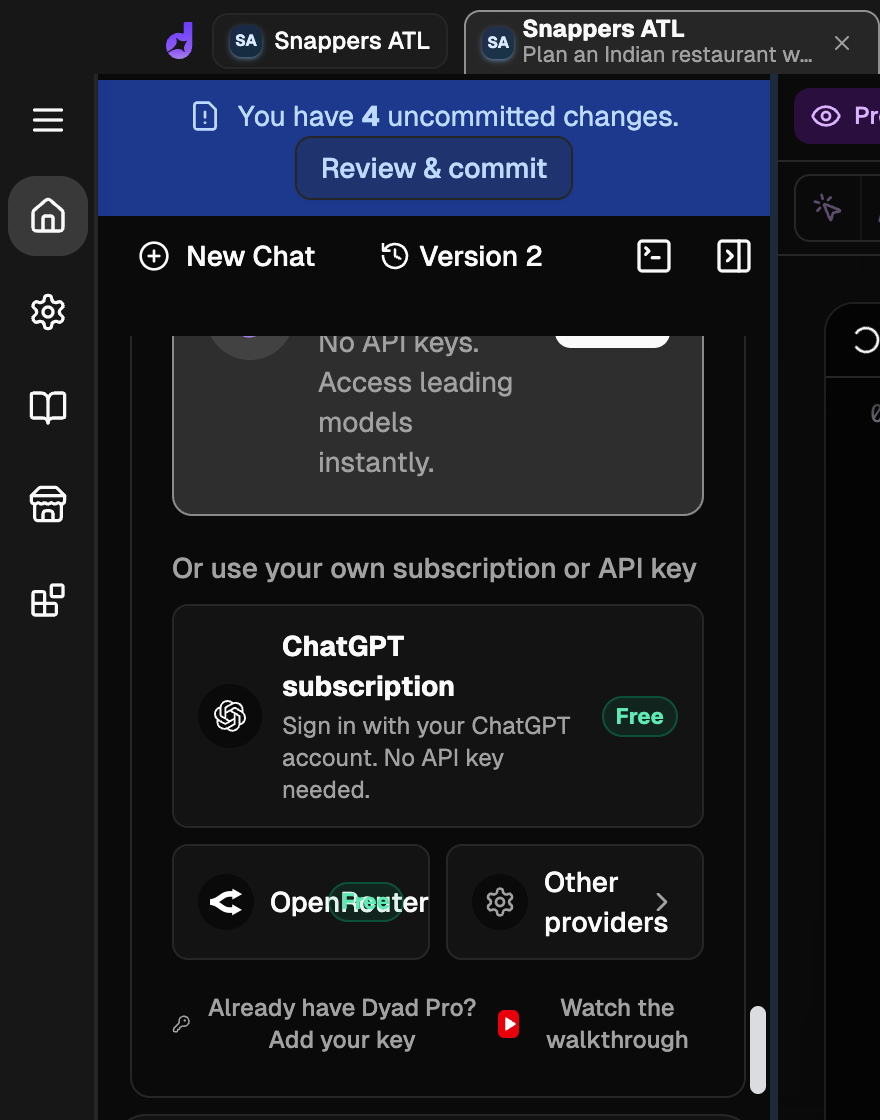 SA Snappers ATL
SA Snappers ATL
Plan an Indian restaurant w...
You have 4 uncommitted changes.
Review & commit
New Chat
Version 2
No API keys.
Access leading
models
instantly.
Or use your own subscription or API key
ChatGPT
subscription
Sign in with your ChatGPT
account. No API key
needed.
Free
OpenRouter
Free
Other
providers
Already have Dyad Pro?
Add your key
Watch the
walkthrough